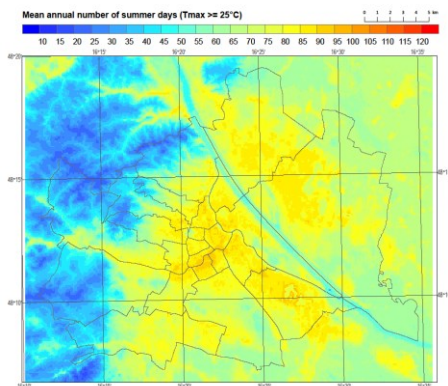 Mean annual number of summer days (Tmax >= 25°C)
0 1 2 3 4 5 km
10 15 20 25 30 35 40 45 50 55 60 65 70 75 80 85 90 95 100 105 110 115 120
48°20' 16°15' 16°20' 16°25' 16°30' 16°35'
48°15'
48°10'